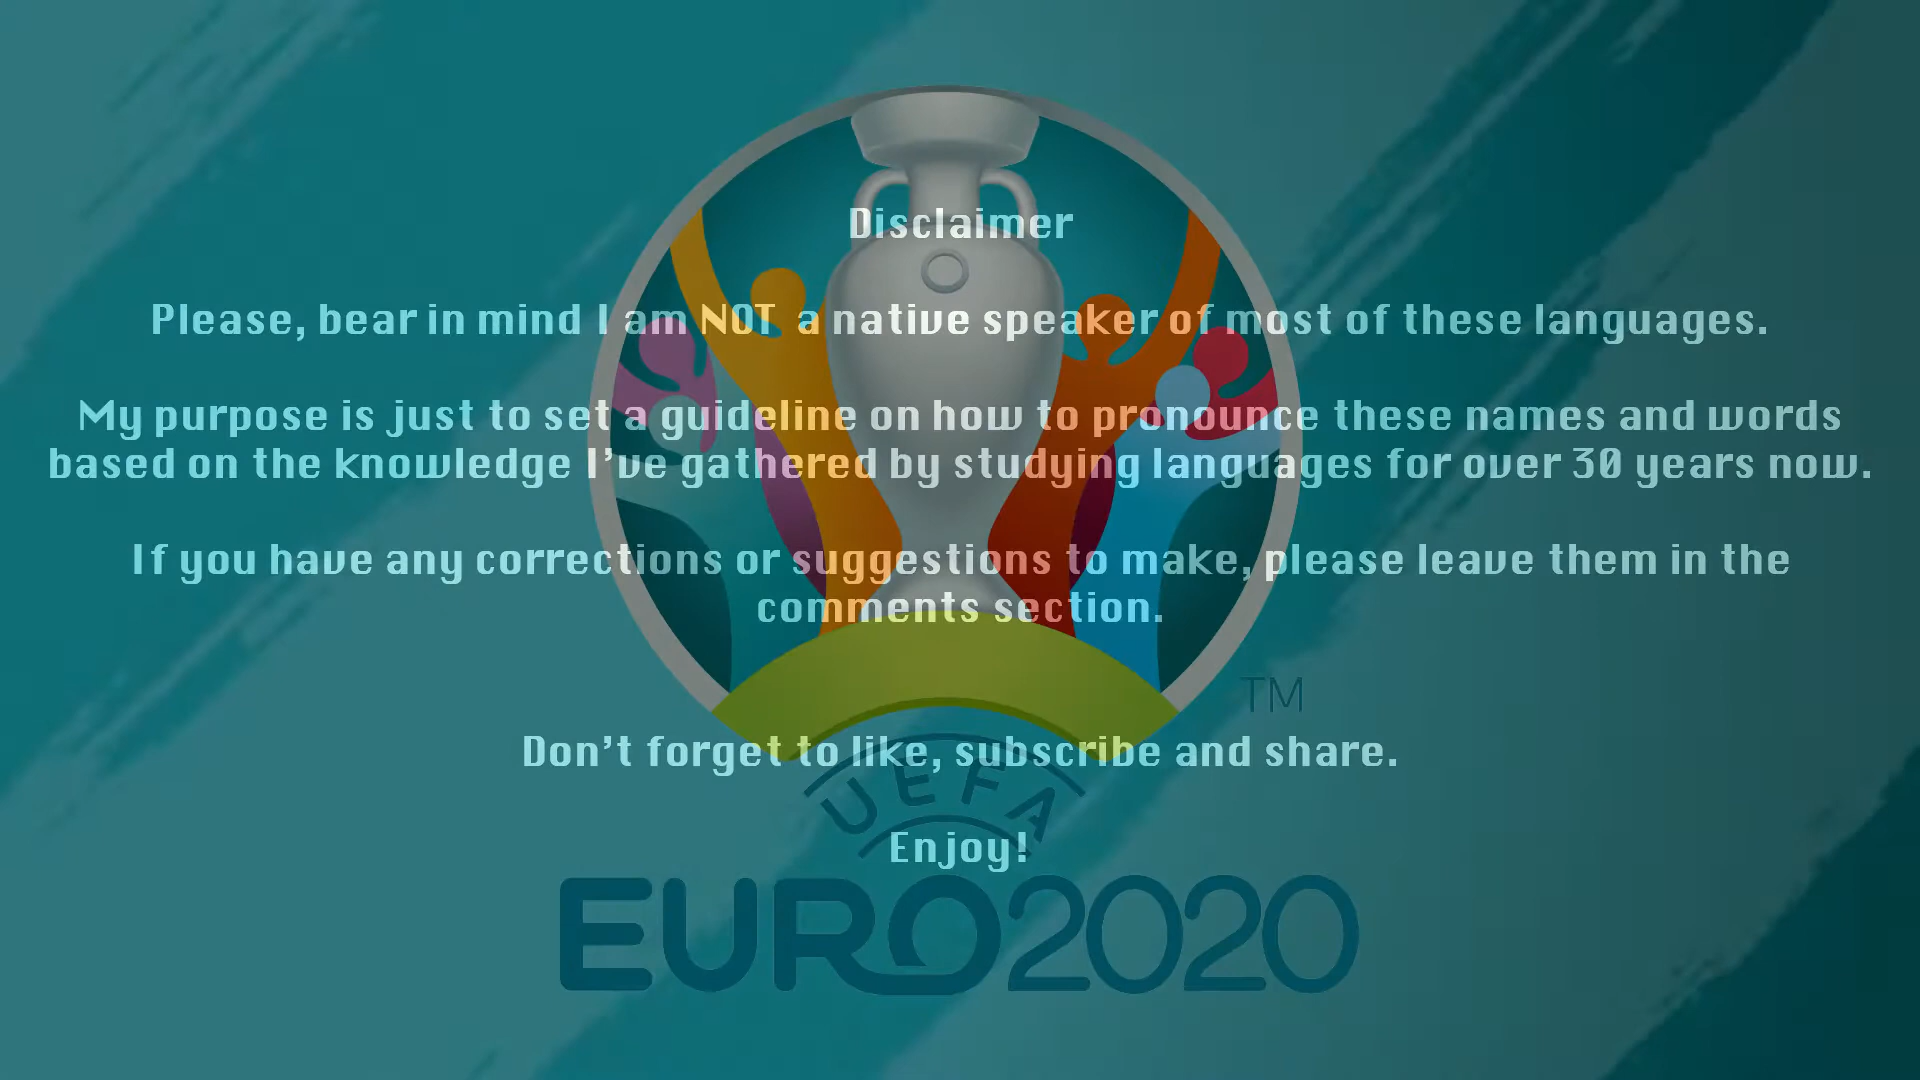 Disclaimer
Please, bear in mind I am NOT a native speaker of most of these languages.
My purpose is just to set a guideline on how to pronounce these names and words
based on the knowledge I've gathered by studying languages for over 30 years now.
If you have any corrections or suggestions to make, please leave them in the
comments section.
TM
Don't forget to like, subscribe and share.
UEFA
Enjoy!
EURO2020